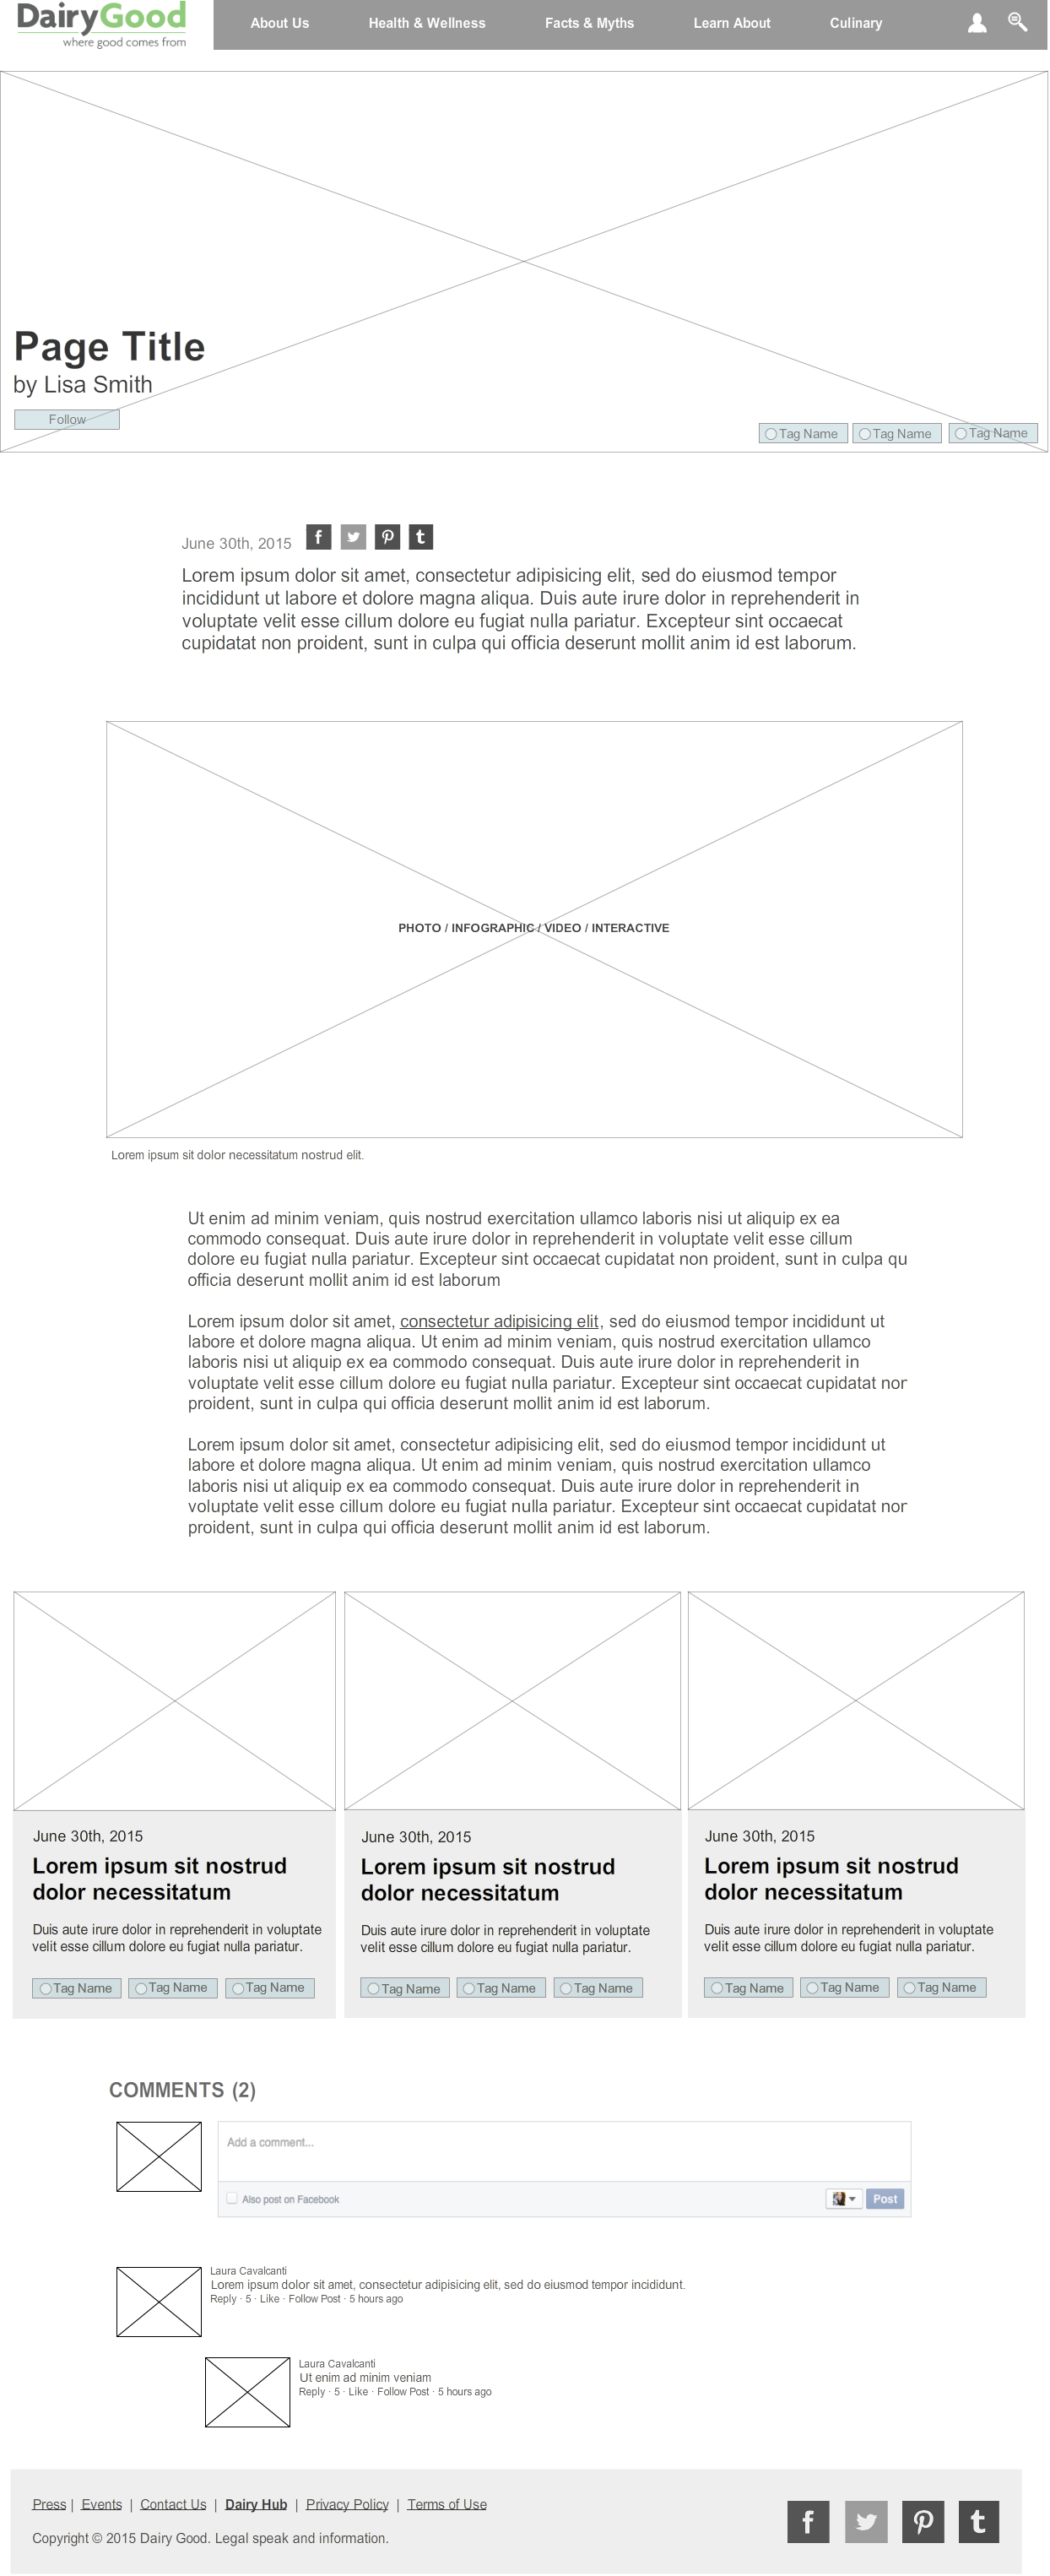 DairyGood
where good comes from
About Us Health & Wellness Facts & Myths Learn About Culinary
Page Title
by Lisa Smith
Follow
Tag Name Tag Name Tag Name
June 30th, 2015
Lorem ipsum dolor sit amet, consectetur adipisicing elit, sed do eiusmod tempor
incididunt ut labore et dolore magna aliqua. Duis aute irure dolor in reprehenderit in
voluptate velit esse cillum dolore eu fugiat nulla pariatur. Excepteur sint occaecat
cupidatat non proident, sunt in culpa qui officia deserunt mollit anim id est laborum.
PHOTO / INFOGRAPHIC / VIDEO / INTERACTIVE
Lorem ipsum sit dolor necessitatum nostrud elit.
Ut enim ad minim veniam, quis nostrud exercitation ullamco laboris nisi ut aliquip ex ea
commodo consequat. Duis aute irure dolor in reprehenderit in voluptate velit esse cillum
dolore eu fugiat nulla pariatur. Excepteur sint occaecat cupidatat non proident, sunt in culpa qu
officia deserunt mollit anim id est laborum
Lorem ipsum dolor sit amet, consectetur adipisicing elit, sed do eiusmod tempor incididunt ut
labore et dolore magna aliqua. Ut enim ad minim veniam, quis nostrud exercitation ullamco
laboris nisi ut aliquip ex ea commodo consequat. Duis aute irure dolor in reprehenderit in
voluptate velit esse cillum dolore eu fugiat nulla pariatur. Excepteur sint occaecat cupidatat nor
proident, sunt in culpa qui officia deserunt mollit anim id est laborum.
Lorem ipsum dolor sit amet, consectetur adipisicing elit, sed do eiusmod tempor incididunt ut
labore et dolore magna aliqua. Ut enim ad minim veniam, quis nostrud exercitation ullamco
laboris nisi ut aliquip ex ea commodo consequat. Duis aute irure dolor in reprehenderit in
voluptate velit esse cillum dolore eu fugiat nulla pariatur. Excepteur sint occaecat cupidatat nor
proident, sunt in culpa qui officia deserunt mollit anim id est laborum.
June 30th, 2015
Lorem ipsum sit nostrud
dolor necessitatum
Duis aute irure dolor in reprehenderit in voluptate
velit esse cillum dolore eu fugiat nulla pariatur.
Tag Name Tag Name Tag Name
June 30th, 2015
Lorem ipsum sit nostrud
dolor necessitatum
Duis aute irure dolor in reprehenderit in voluptate
velit esse cillum dolore eu fugiat nulla pariatur.
Tag Name Tag Name Tag Name
June 30th, 2015
Lorem ipsum sit nostrud
dolor necessitatum
Duis aute irure dolor in reprehenderit in voluptate
velit esse cillum dolore eu fugiat nulla pariatur.
Tag Name Tag Name Tag Name
COMMENTS (2)
Add a comment...
Also post on Facebook Post
Laura Cavalcanti
Lorem ipsum dolor sit amet, consectetur adipisicing elit, sed do eiusmod tempor incididunt.
Reply · 5 · Like · Follow Post · 5 hours ago
Laura Cavalcanti
Ut enim ad minim veniam
Reply · 5 · Like · Follow Post · 5 hours ago
Press | Events | Contact Us | Dairy Hub | Privacy Policy | Terms of Use
Copyright © 2015 Dairy Good. Legal speak and information.